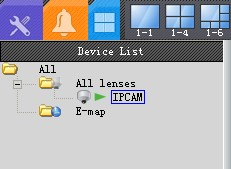 1-1 1-4 1-6
Device List
All
All lenses
IPCAM
E-map